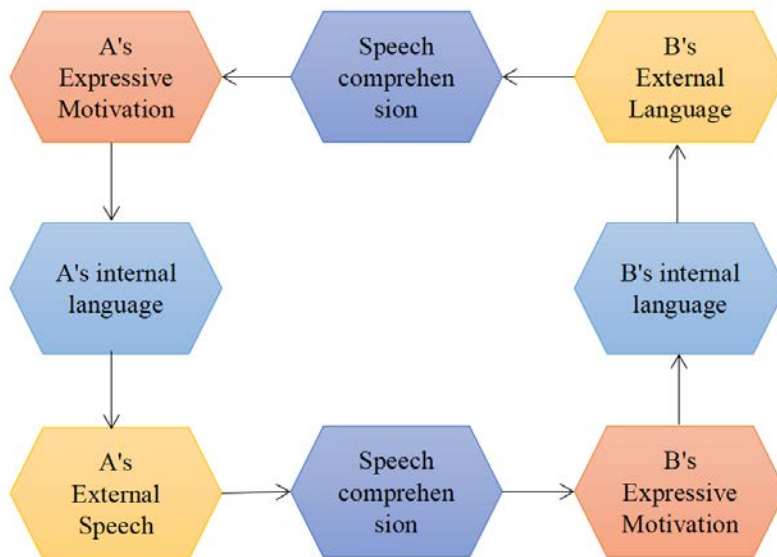 A's
Expressive
Motivation
Speech
comprehen
sion
B's
External
Language
A's internal
language
B's internal
language
A's
External
Speech
Speech
comprehen
sion
B's
Expressive
Motivation